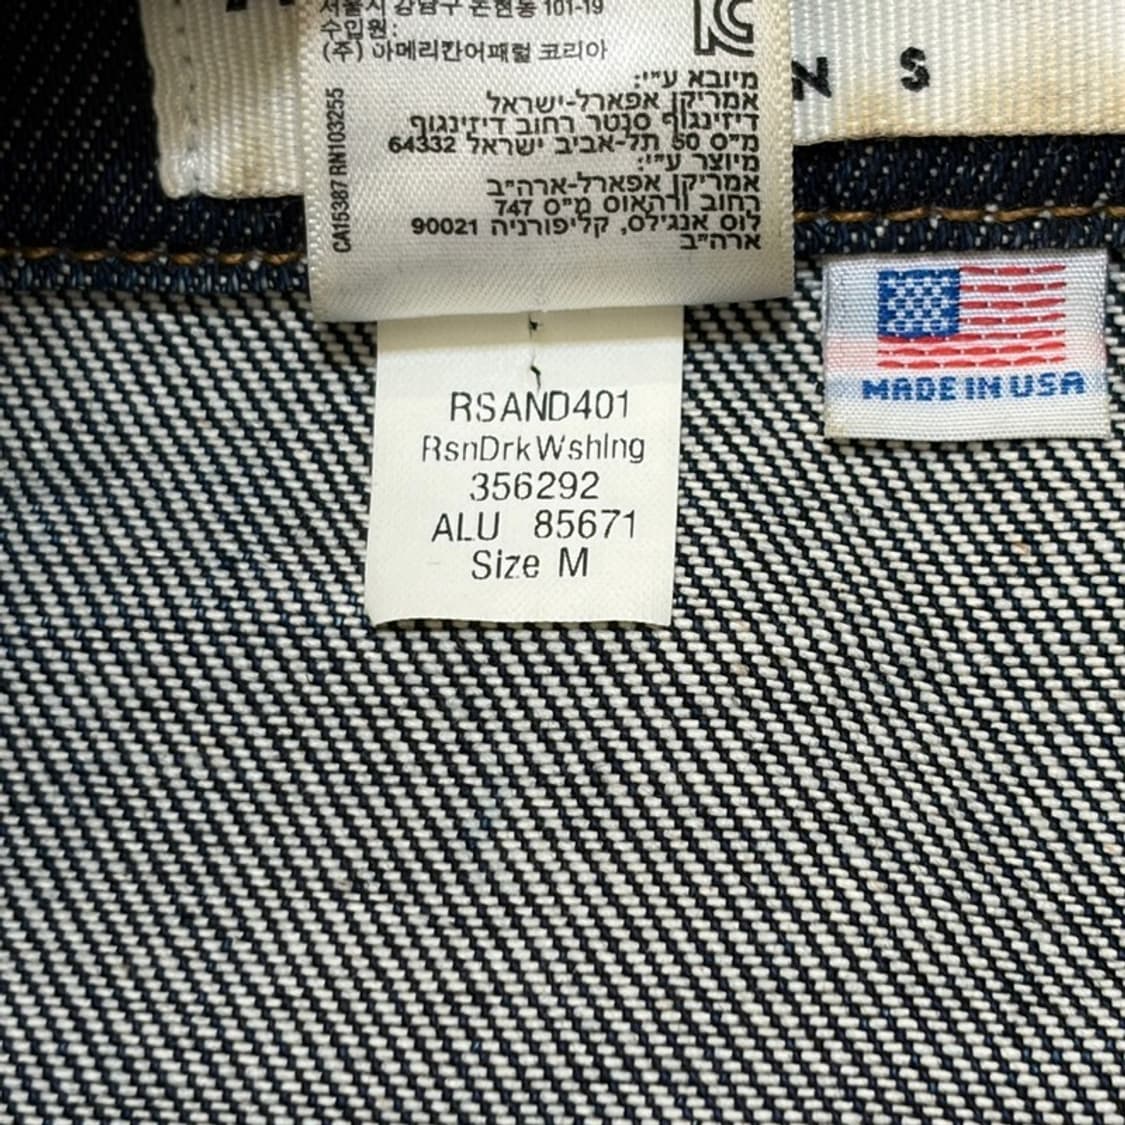 서울시 강남구 논현동 101-19
수입원:
(주) 아메리칸어패럴 코리아
מיובא ע"י:
אמריקן אפארל-ישראל
דיזינגוף סנטר רחוב דיזינגוף
מ"ס 50 תל-אביב ישראל 64332
מיוצר ע"י:
אמריקן אפארל-ארה"ב
רחוב וורהאוס מ"ס 747
לוס אנג'לס, קליפורניה 90021
ארה"ב
CA15387 RN103255
N S
MADE IN USA
RSAND401
RsnDrkWshIng
356292
ALU 85671
Size M